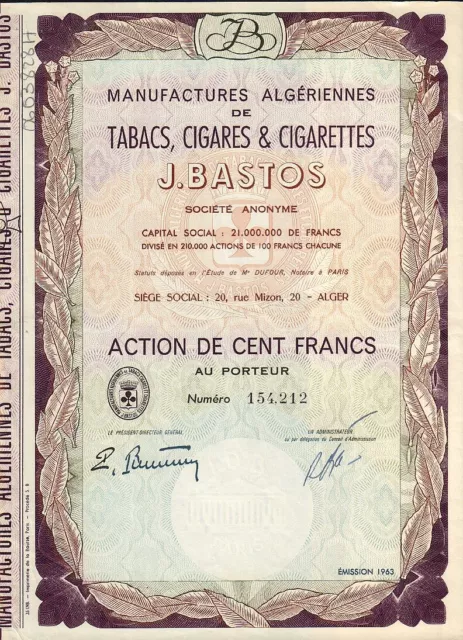 JB
MANUFACTURES ALGÉRIENNES
DE
TABACS, CIGARES & CIGARETTES
J. BASTOS
SOCIÉTÉ ANONYME
CAPITAL SOCIAL : 21.000.000 DE FRANCS
DIVISÉ EN 210.000 ACTIONS DE 100 FRANCS CHACUNE
Statuts déposés en l'Étude de Me DUFOUR, Notaire à PARIS
SIÈGE SOCIAL : 20, rue Mizon, 20 - ALGER
ACTION DE CENT FRANCS
AU PORTEUR
Numéro 154,212
LE PRÉSIDENT-DIRECTEUR GÉNÉRAL
UN ADMINISTRATEUR
ou par délégation du Conseil d'Administration
ÉMISSION 1963
MANUFACTURES ALGÉRIENNES DE TABACS, CIGARES & CIGARETTES J. BASTOS